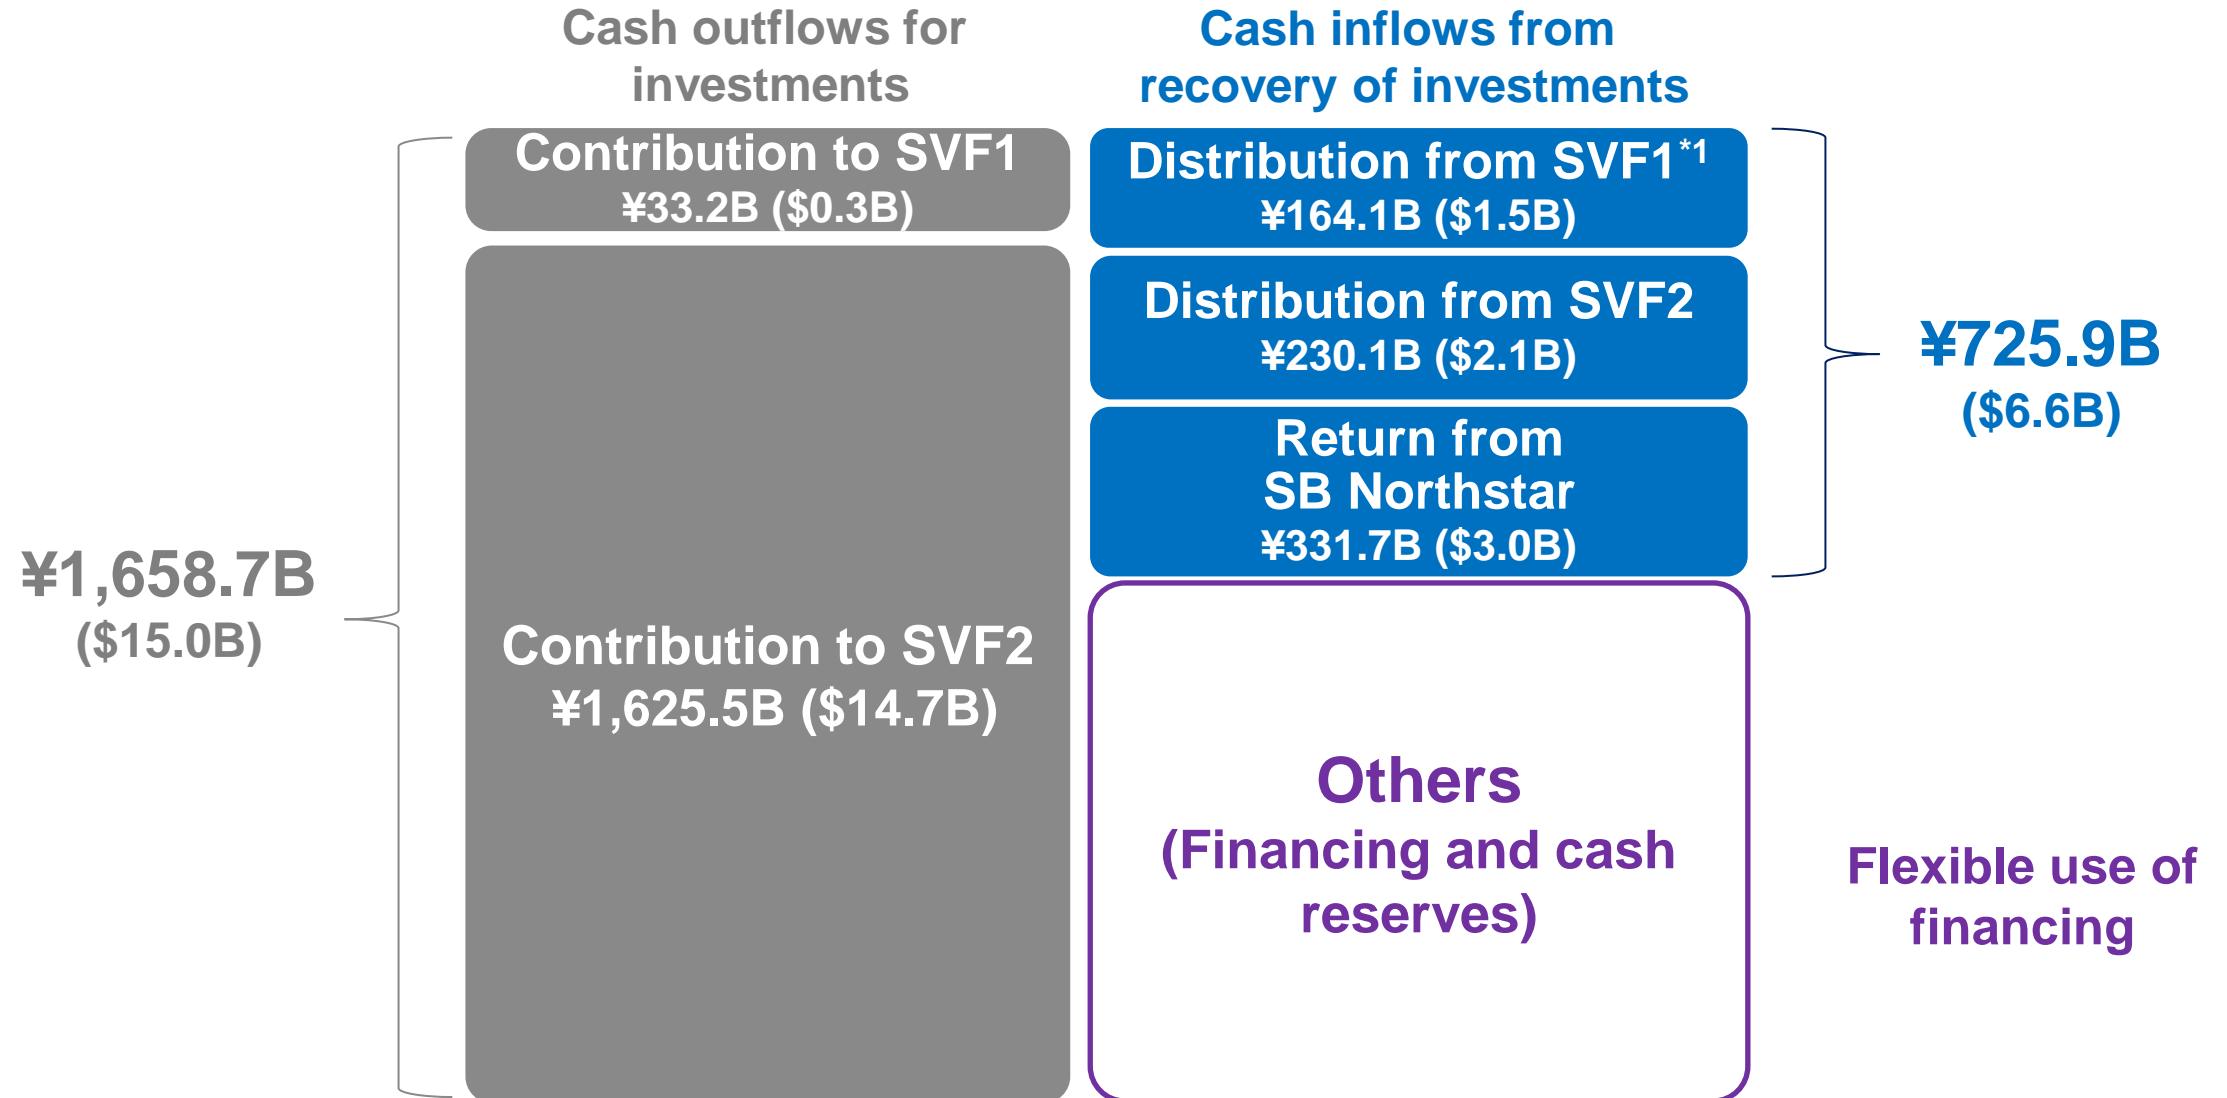 Cash outflows for
investments
Cash inflows from
recovery of investments
Contribution to SVF1
¥33.2B ($0.3B)
Distribution from SVF1*1
¥164.1B ($1.5B)
Distribution from SVF2
¥230.1B ($2.1B)
¥725.9B
($6.6B)
Return from
SB Northstar
¥331.7B ($3.0B)
¥1,658.7B
($15.0B)
Contribution to SVF2
¥1,625.5B ($14.7B)
Others
(Financing and cash
reserves)
Flexible use of
financing